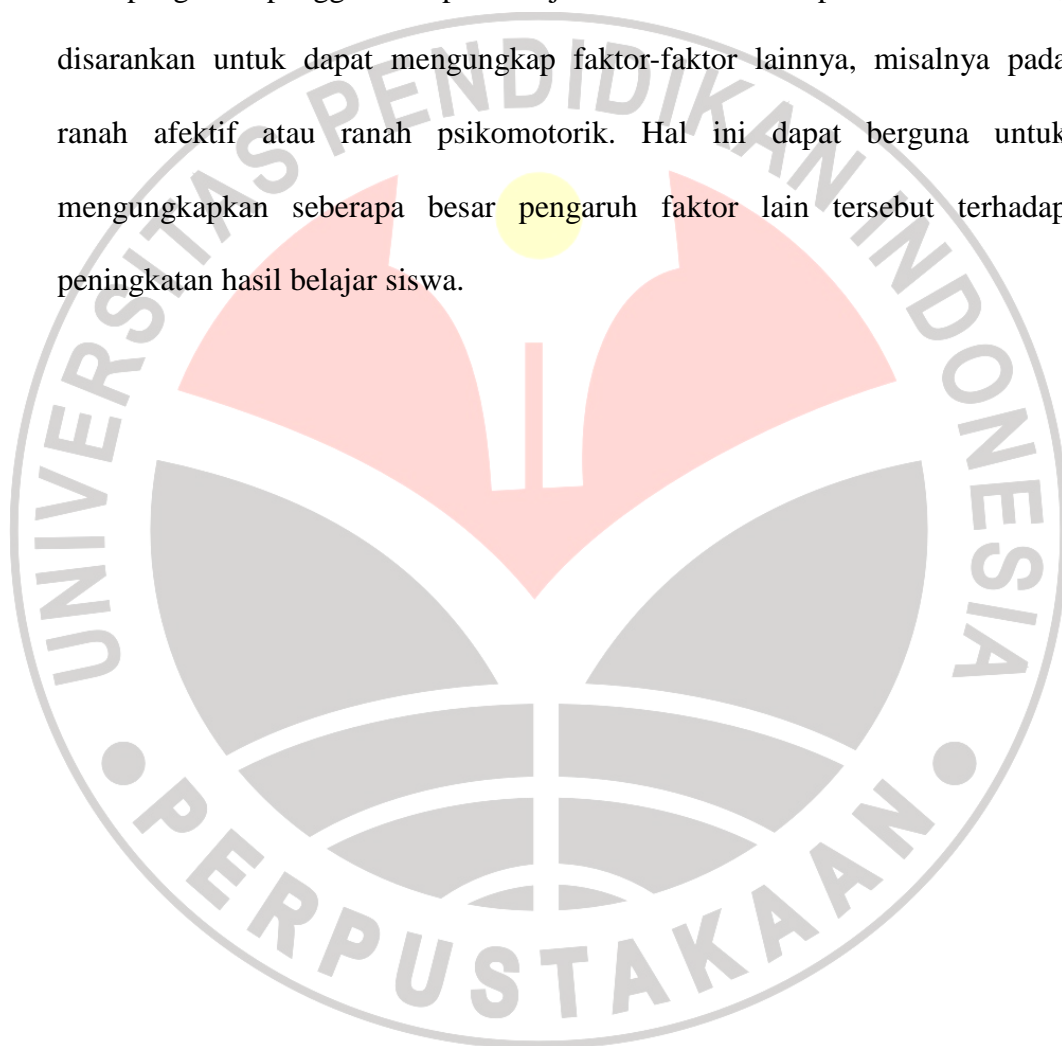 disarankan untuk dapat mengungkap faktor-faktor lainnya, misalnya pada
ranah afektif atau ranah psikomotorik. Hal ini dapat berguna untuk
mengungkapkan seberapa besar pengaruh faktor lain tersebut terhadap
peningkatan hasil belajar siswa.
UNIVERSITAS PENDIDIKAN INDONESIA
PERPUSTAKAAN